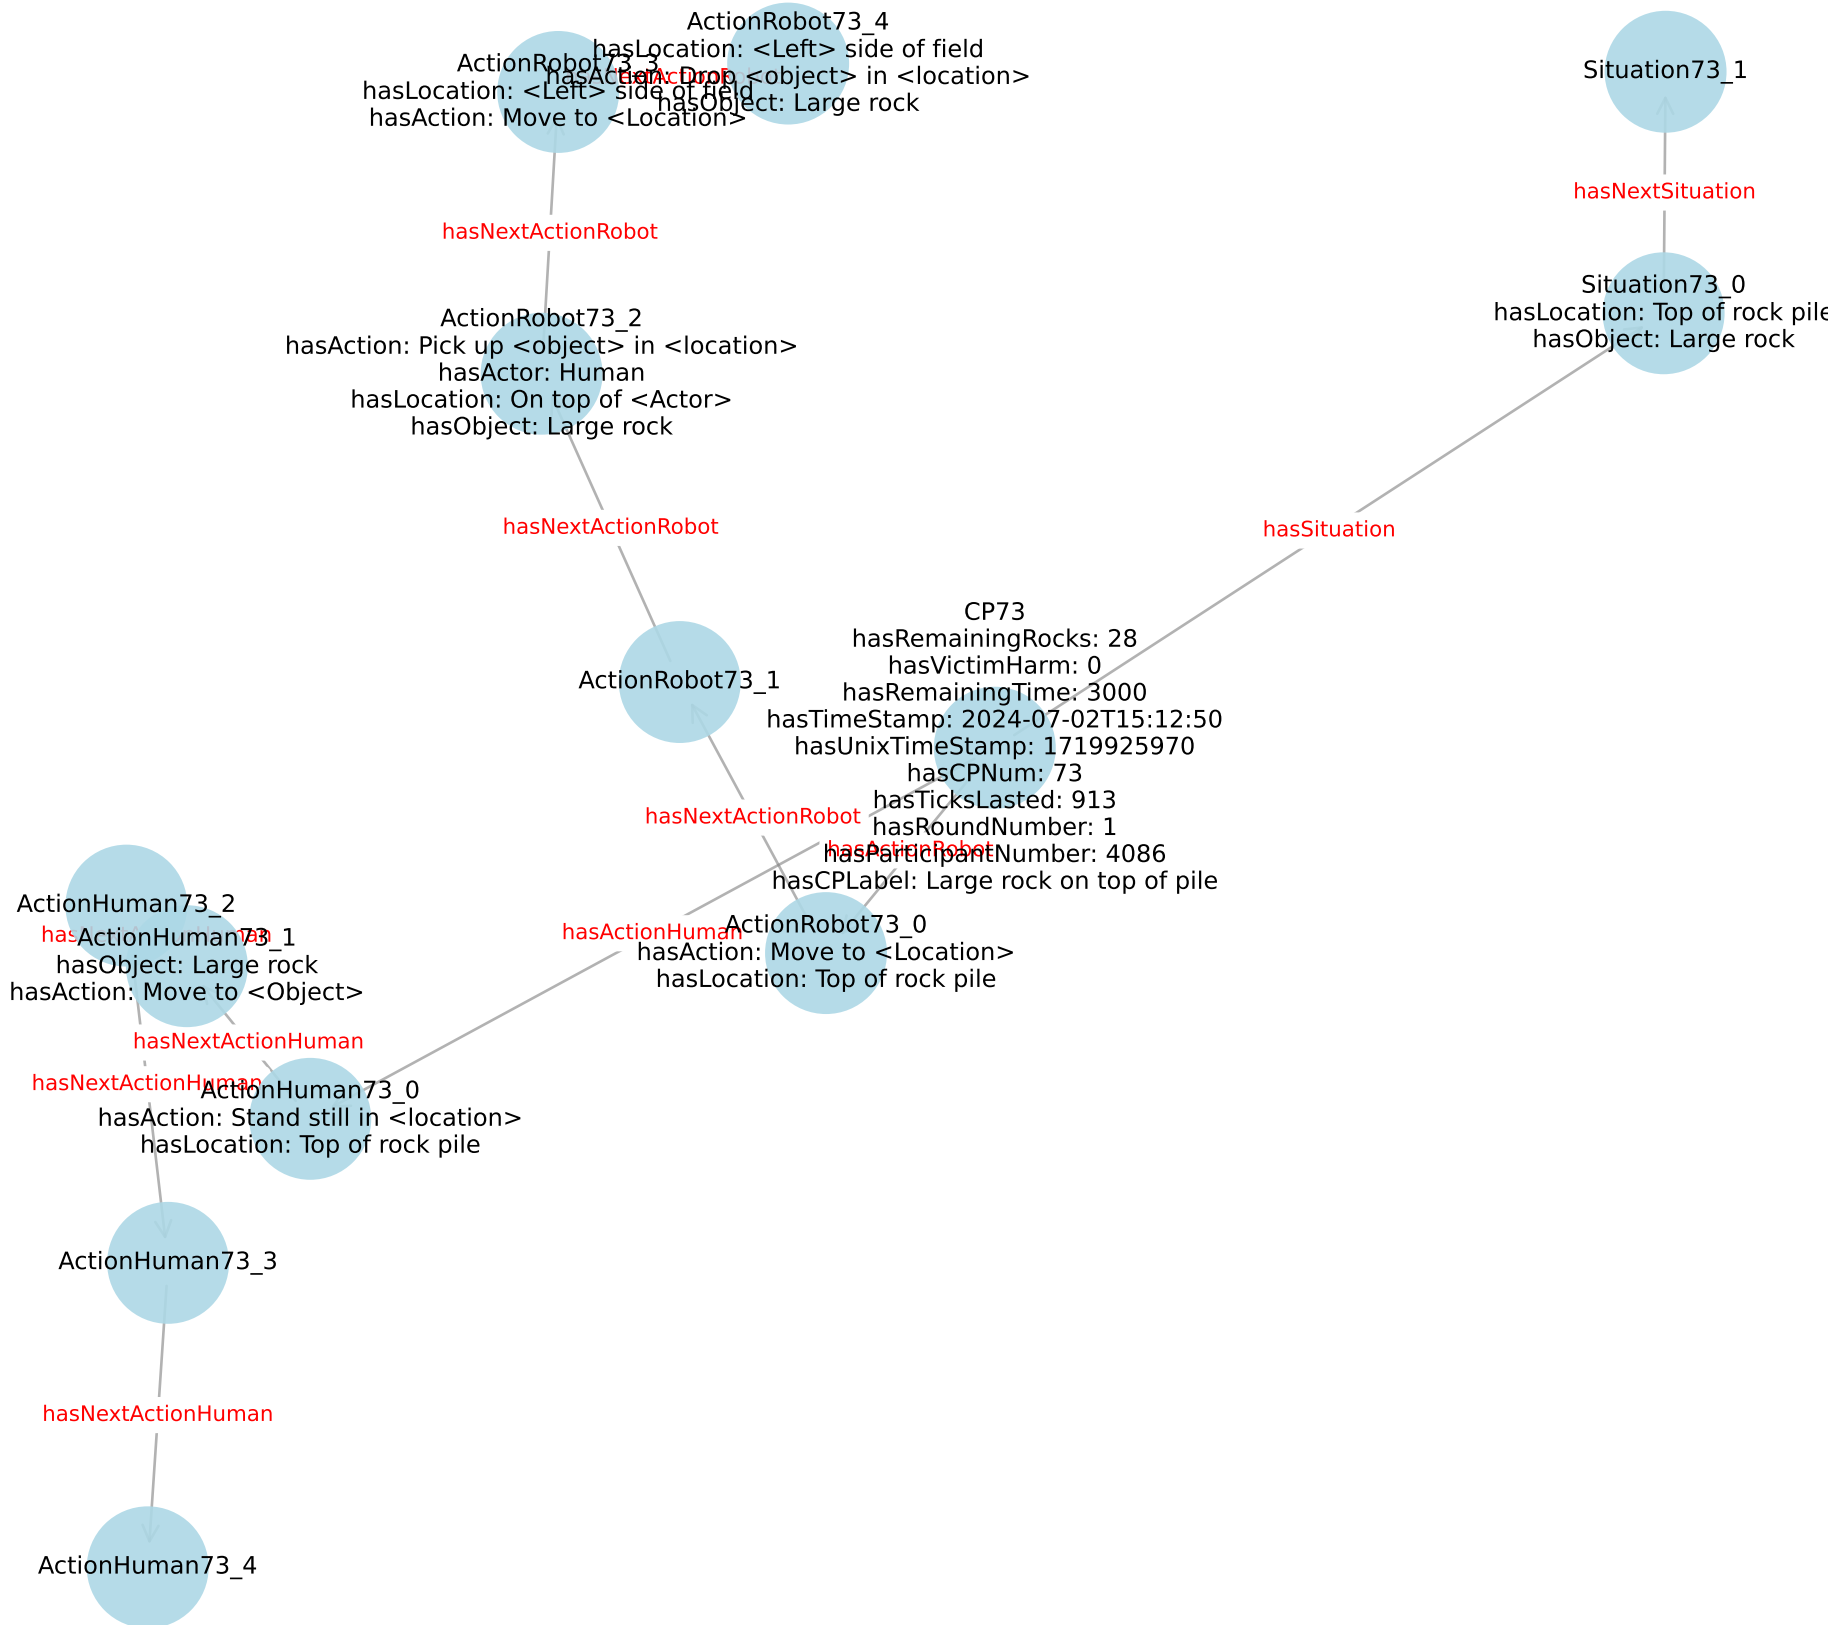 ActionRobot73_4
hasLocation: <Left> side of field
hasAction: Drop <object> in <location>
hasObject: Large rock
ActionRobot73_3
hasLocation: <Left> side of field
hasAction: Move to <Location>
Situation73_1
hasNextSituation
hasNextActionRobot
Situation73_0
hasLocation: Top of rock pile
hasObject: Large rock
ActionRobot73_2
hasAction: Pick up <object> in <location>
hasActor: Human
hasLocation: On top of <Actor>
hasObject: Large rock
hasNextActionRobot
hasSituation
CP73
hasRemainingRocks: 28
hasVictimHarm: 0
hasRemainingTime: 3000
hasTimeStamp: 2024-07-02T15:12:50
hasUnixTimeStamp: 1719925970
hasCPNum: 73
hasTicksLasted: 913
hasRoundNumber: 1
hasParticipantNumber: 4086
hasCPLabel: Large rock on top of pile
ActionRobot73_1
hasNextActionRobot
hasActionRobot
hasActionHuman
ActionRobot73_0
hasAction: Move to <Location>
hasLocation: Top of rock pile
ActionHuman73_2
ActionHuman73_1
hasObject: Large rock
hasAction: Move to <Object>
hasNextActionHuman
hasNextActionHuman
ActionHuman73_0
hasAction: Stand still in <location>
hasLocation: Top of rock pile
ActionHuman73_3
hasNextActionHuman
ActionHuman73_4